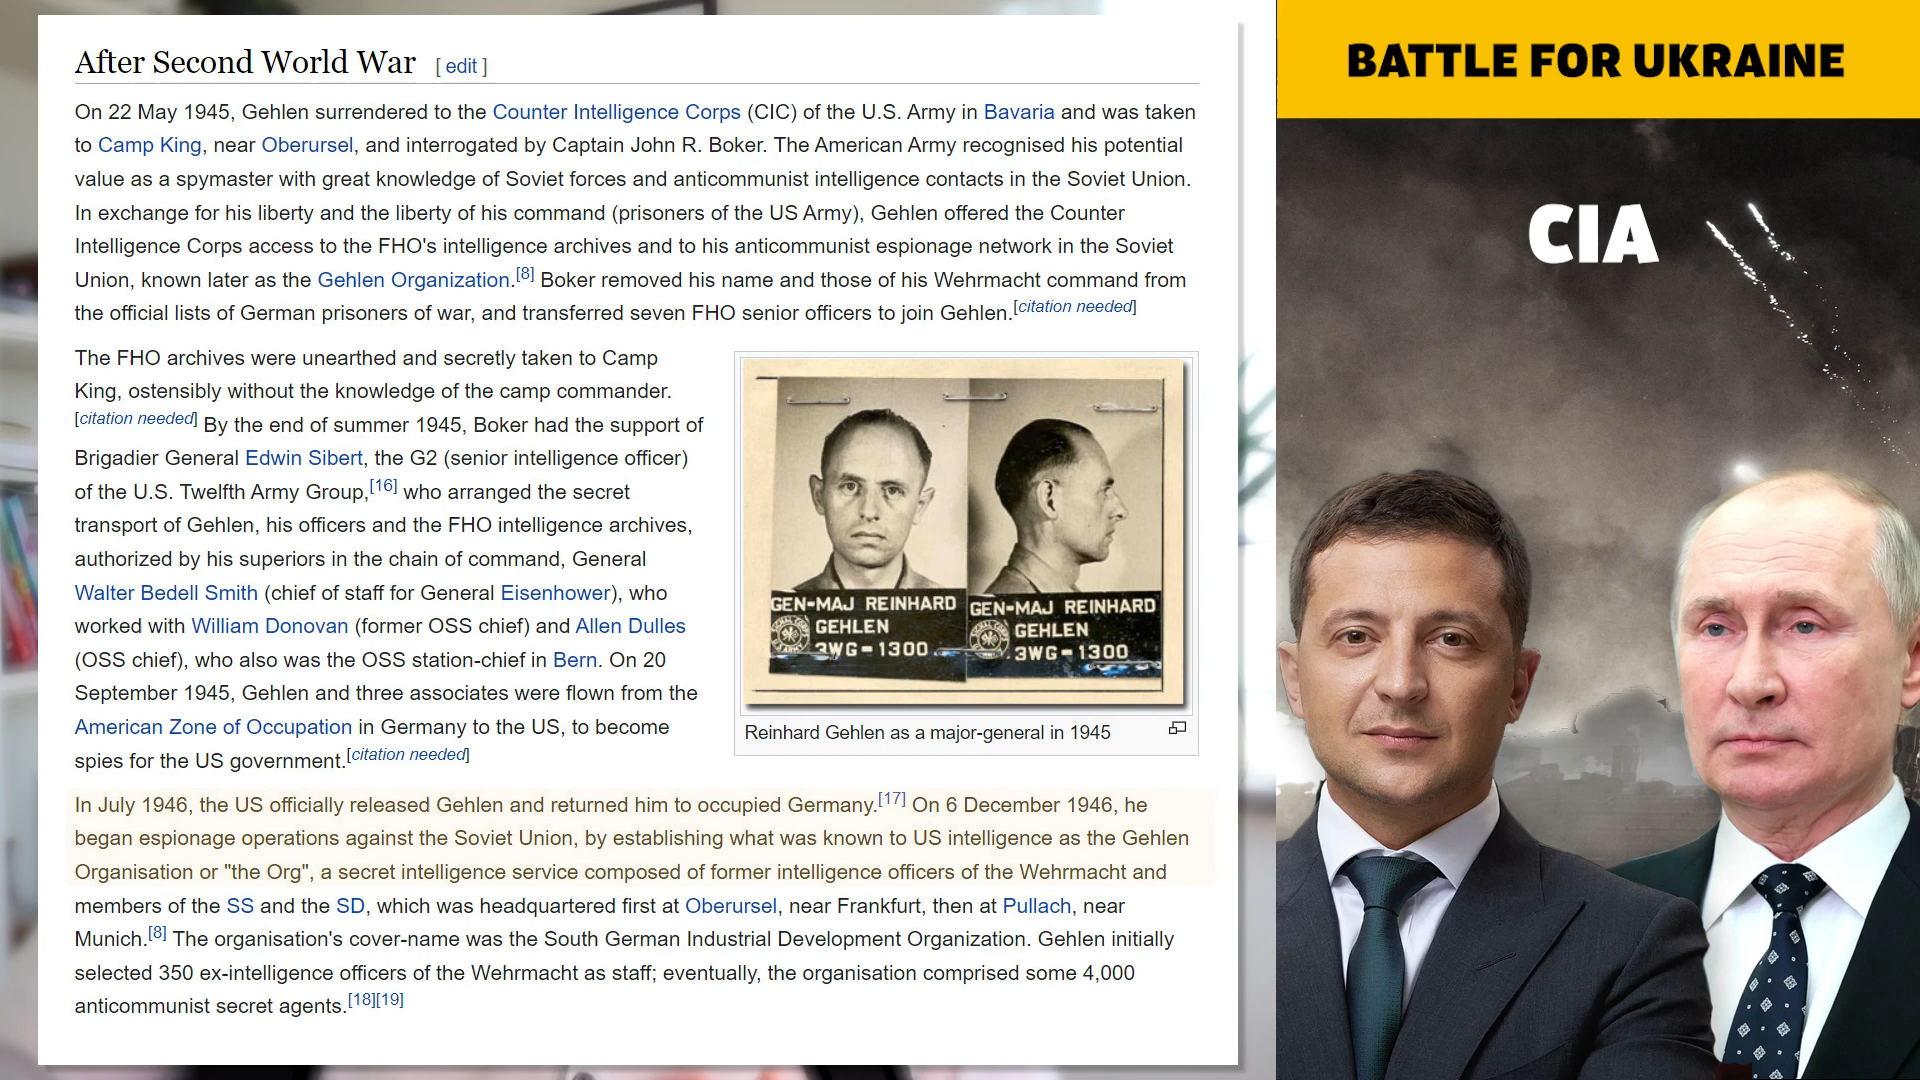 After Second World War [ edit ]
On 22 May 1945, Gehlen surrendered to the Counter Intelligence Corps (CIC) of the U.S. Army in Bavaria and was taken
to Camp King, near Oberursel, and interrogated by Captain John R. Boker. The American Army recognised his potential
value as a spymaster with great knowledge of Soviet forces and anticommunist intelligence contacts in the Soviet Union.
In exchange for his liberty and the liberty of his command (prisoners of the US Army), Gehlen offered the Counter
Intelligence Corps access to the FHO's intelligence archives and to his anticommunist espionage network in the Soviet
Union, known later as the Gehlen Organization.[8] Boker removed his name and those of his Wehrmacht command from
the official lists of German prisoners of war, and transferred seven FHO senior officers to join Gehlen.[citation needed]
The FHO archives were unearthed and secretly taken to Camp
King, ostensibly without the knowledge of the camp commander.
[citation needed] By the end of summer 1945, Boker had the support of
Brigadier General Edwin Sibert, the G2 (senior intelligence officer)
of the U.S. Twelfth Army Group,[16] who arranged the secret
transport of Gehlen, his officers and the FHO intelligence archives,
authorized by his superiors in the chain of command, General
Walter Bedell Smith (chief of staff for General Eisenhower), who
worked with William Donovan (former OSS chief) and Allen Dulles
(OSS chief), who also was the OSS station-chief in Bern. On 20
September 1945, Gehlen and three associates were flown from the
American Zone of Occupation in Germany to the US, to become
spies for the US government.[citation needed]
GEN-MAJ REINHARD
GEHLEN
3WG-1300
GEN-MAJ REINHARD
GEHLEN
3WG-1300
Reinhard Gehlen as a major-general in 1945
In July 1946, the US officially released Gehlen and returned him to occupied Germany.[17] On 6 December 1946, he
began espionage operations against the Soviet Union, by establishing what was known to US intelligence as the Gehlen
Organisation or "the Org", a secret intelligence service composed of former intelligence officers of the Wehrmacht and
members of the SS and the SD, which was headquartered first at Oberursel, near Frankfurt, then at Pullach, near
Munich.[8] The organisation's cover-name was the South German Industrial Development Organization. Gehlen initially
selected 350 ex-intelligence officers of the Wehrmacht as staff; eventually, the organisation comprised some 4,000
anticommunist secret agents.[18][19]
BATTLE FOR UKRAINE
CIA